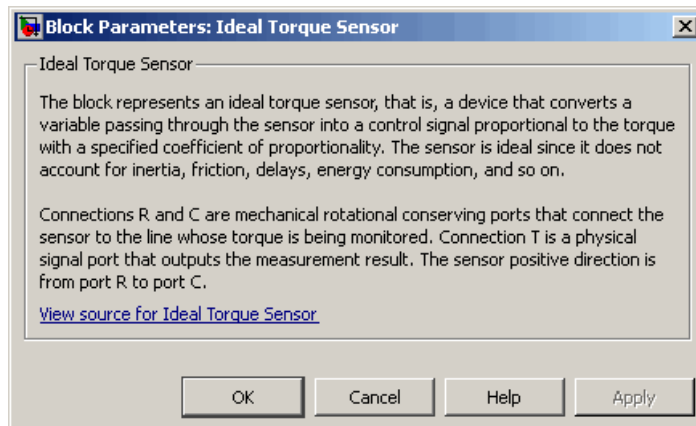 Block Parameters: Ideal Torque Sensor
Ideal Torque Sensor
The block represents an ideal torque sensor, that is, a device that converts a
variable passing through the sensor into a control signal proportional to the torque
with a specified coefficient of proportionality. The sensor is ideal since it does not
account for inertia, friction, delays, energy consumption, and so on.
Connections R and C are mechanical rotational conserving ports that connect the
sensor to the line whose torque is being monitored. Connection T is a physical
signal port that outputs the measurement result. The sensor positive direction is
from port R to port C.
View source for Ideal Torque Sensor
OK Cancel Help Apply